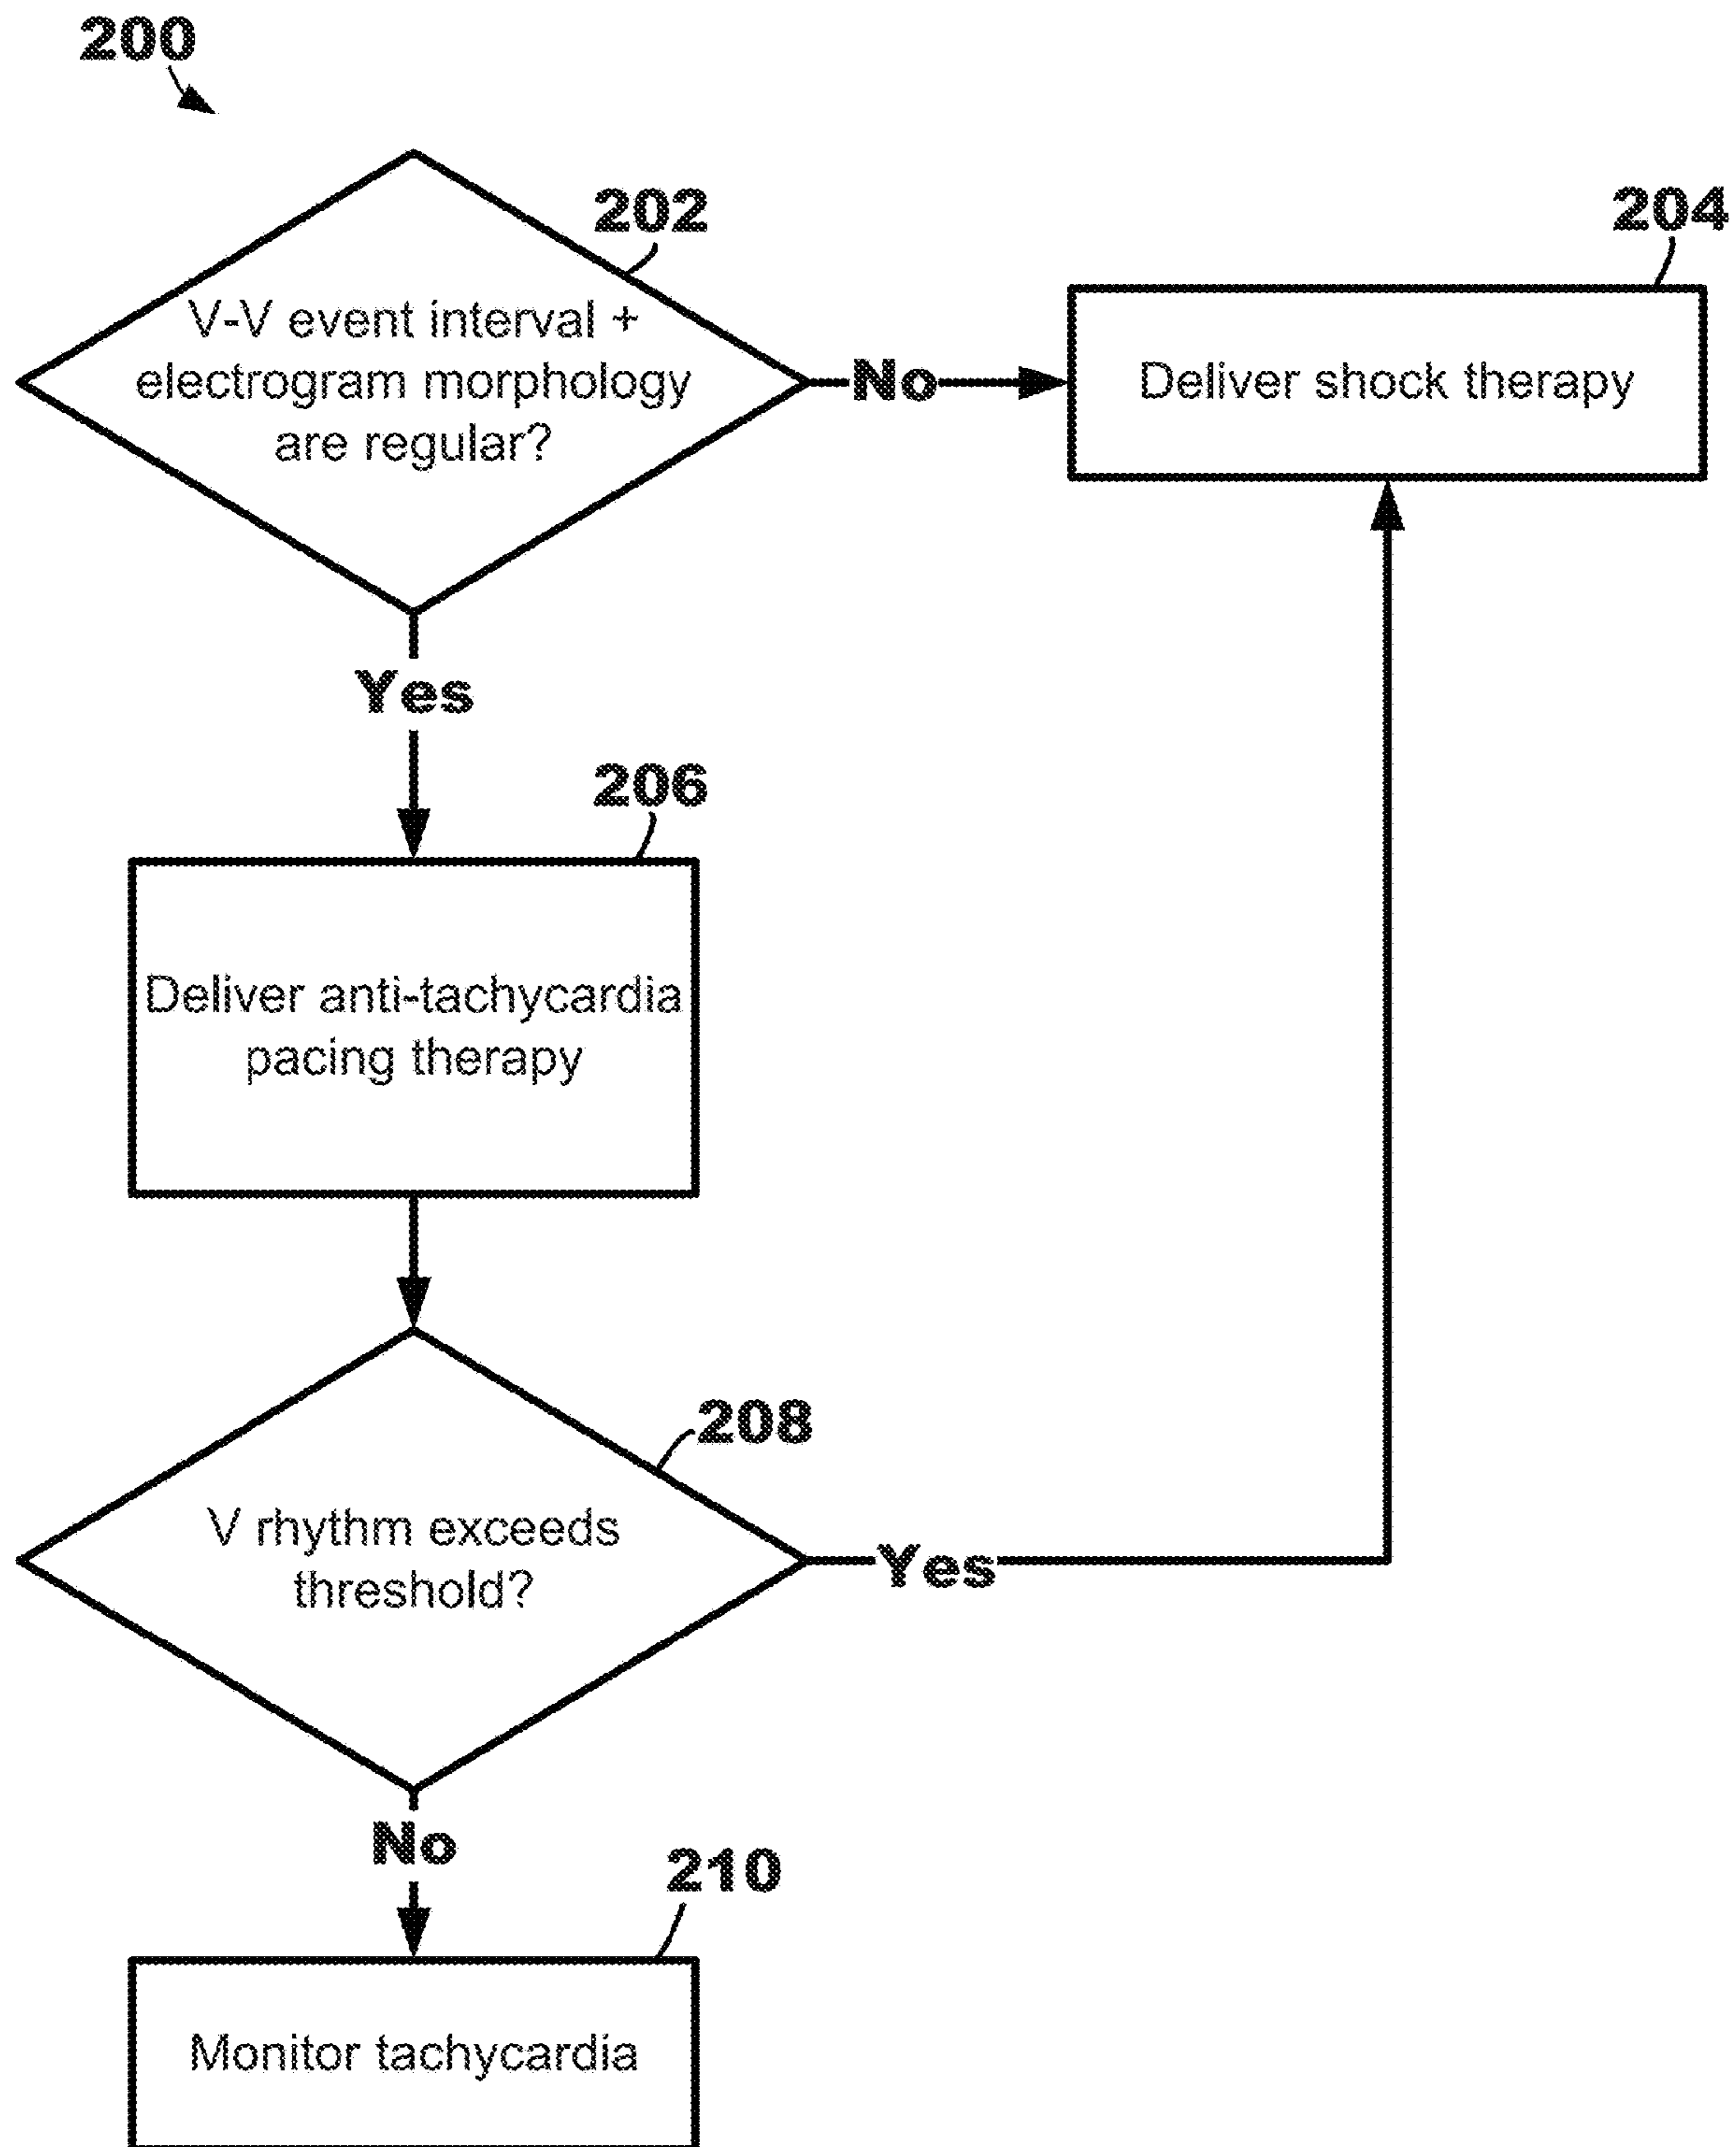 200
202
204
V-V event interval +
electrogram morphology
are regular?
No
Deliver shock therapy
Yes
206
Deliver anti-tachycardia
pacing therapy
208
V rhythm exceeds
threshold?
Yes
No
210
Monitor tachycardia